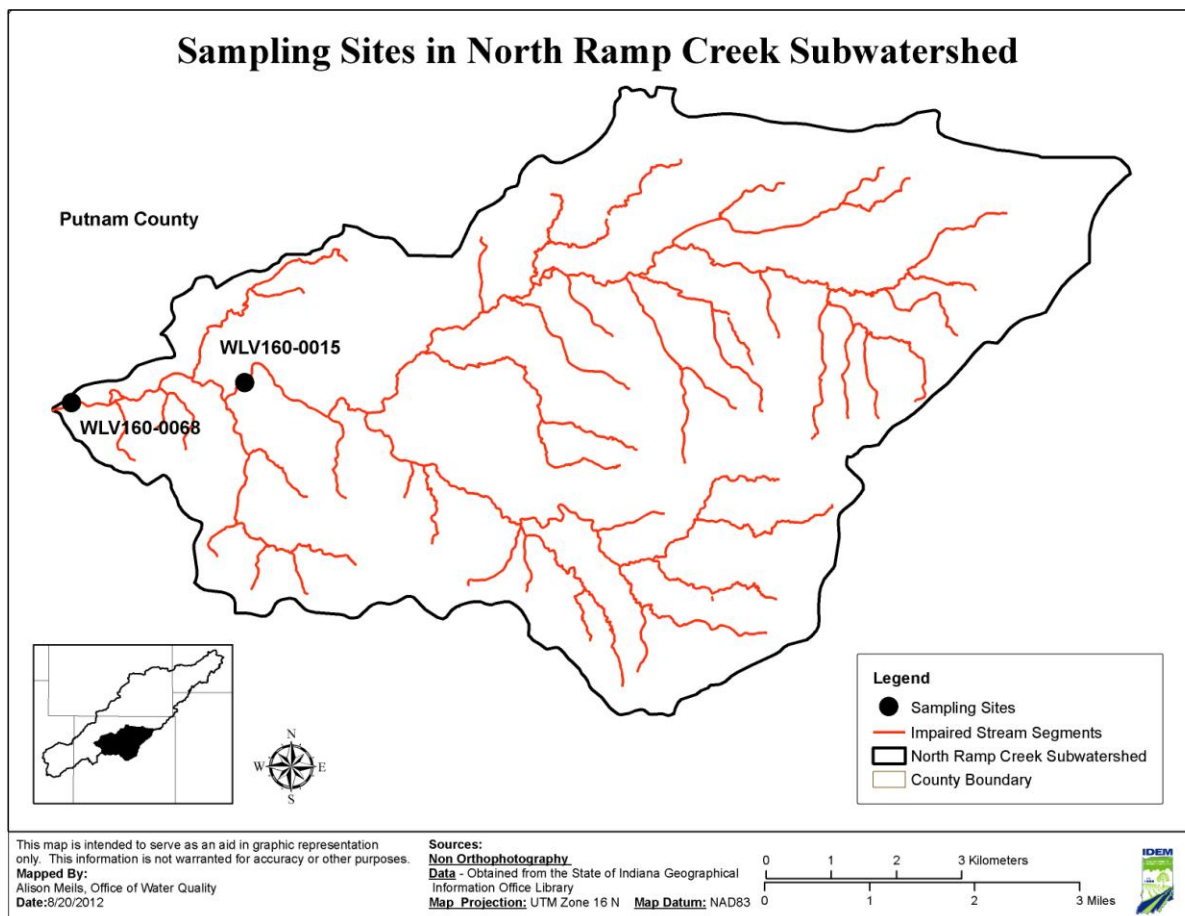 Sampling Sites in North Ramp Creek Subwatershed
Putnam County
WLV160-0015
WLV160-0068
N
W
E
S
Legend
Sampling Sites
Impaired Stream Segments
North Ramp Creek Subwatershed
County Boundary
This map is intended to serve as an aid in graphic representation
only. This information is not warranted for accuracy or other purposes.
Mapped By:
Alison Meils, Office of Water Quality
Date:8/20/2012
Sources:
Non Orthophotography
Data - Obtained from the State of Indiana Geographical
Information Office Library
Map Projection: UTM Zone 16 N Map Datum: NAD83
0 1 2 3 Kilometers
0 1 2 3 Miles
IDEM